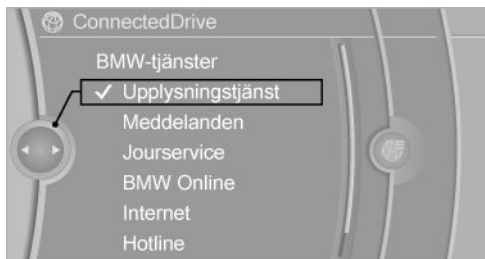 ConnectedDrive
BMW-tjänster
✓ Upplysningstjänst
Meddelanden
Jourservice
BMW Online
Internet
Hotline